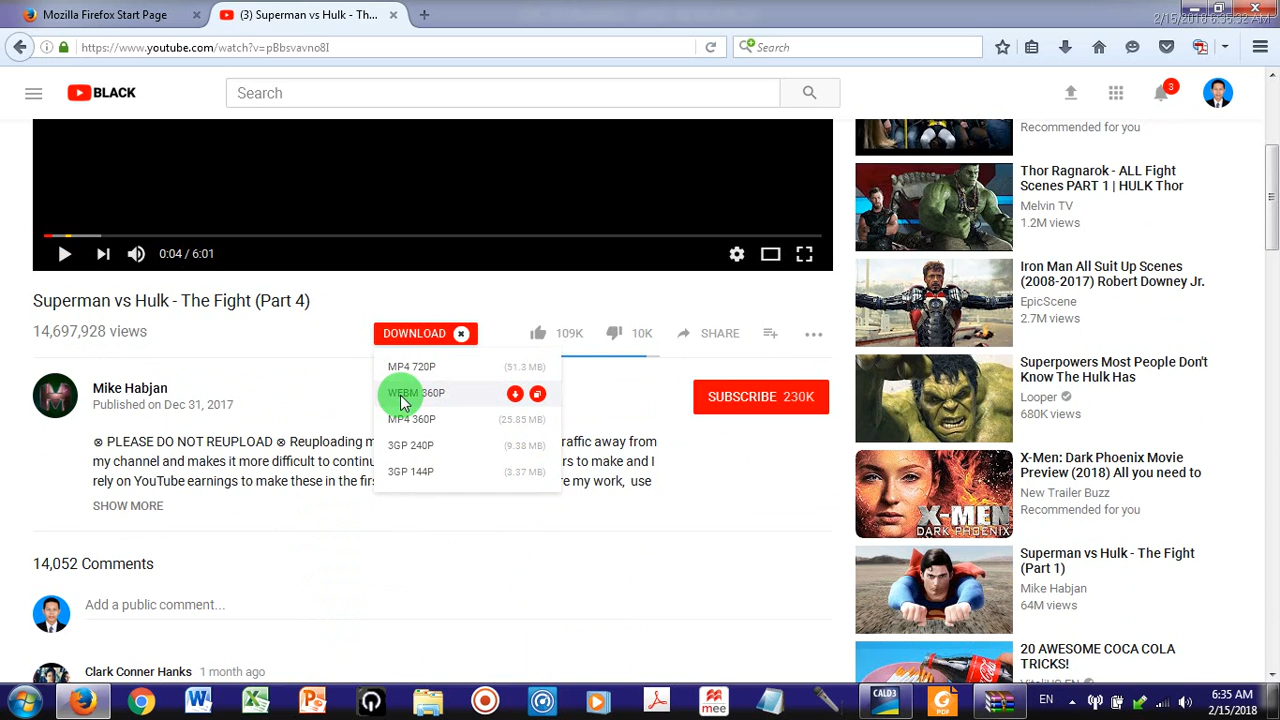 Mozilla Firefox Start Page
(3) Superman vs Hulk - Th...
2/15/2018 6:35:32 AM
https://www.youtube.com/watch?v=pBbsvavno8I
Search
BLACK
Search
3
0:04 / 6:01
Superman vs Hulk - The Fight (Part 4)
14,697,928 views
DOWNLOAD
109K
10K
SHARE
MP4 720P (51.3 MB)
WEBM 360P
MP4 360P (25.85 MB)
3GP 240P (9.38 MB)
3GP 144P (3.87 MB)
Mike Habjan
Published on Dec 31, 2017
SUBSCRIBE 230K
⊗ PLEASE DO NOT REUPLOAD ⊗ Reuploading m
raffic away from
my channel and makes it more difficult to continu
rs to make and I
rely on YouTube earnings to make these in the firs
re my work, use
SHOW MORE
14,052 Comments
Add a public comment...
Clark Conner Hanks 1 month ago
Recommended for you
Thor Ragnarok - ALL Fight
Scenes PART 1 | HULK Thor
Melvin TV
1.2M views
Iron Man All Suit Up Scenes
(2008-2017) Robert Downey Jr.
EpicScene
2.7M views
Superpowers Most People Don't
Know The Hulk Has
Looper
680K views
X-MEN
DARK PHOENIX
X-Men: Dark Phoenix Movie
Preview (2018) All you need to
New Trailer Buzz
Recommended for you
Superman vs Hulk - The Fight
(Part 1)
Mike Habjan
64M views
20 AWESOME COCA COLA
TRICKS!
CALD3
PDF
mee
EN
6:35 AM
2/15/2018